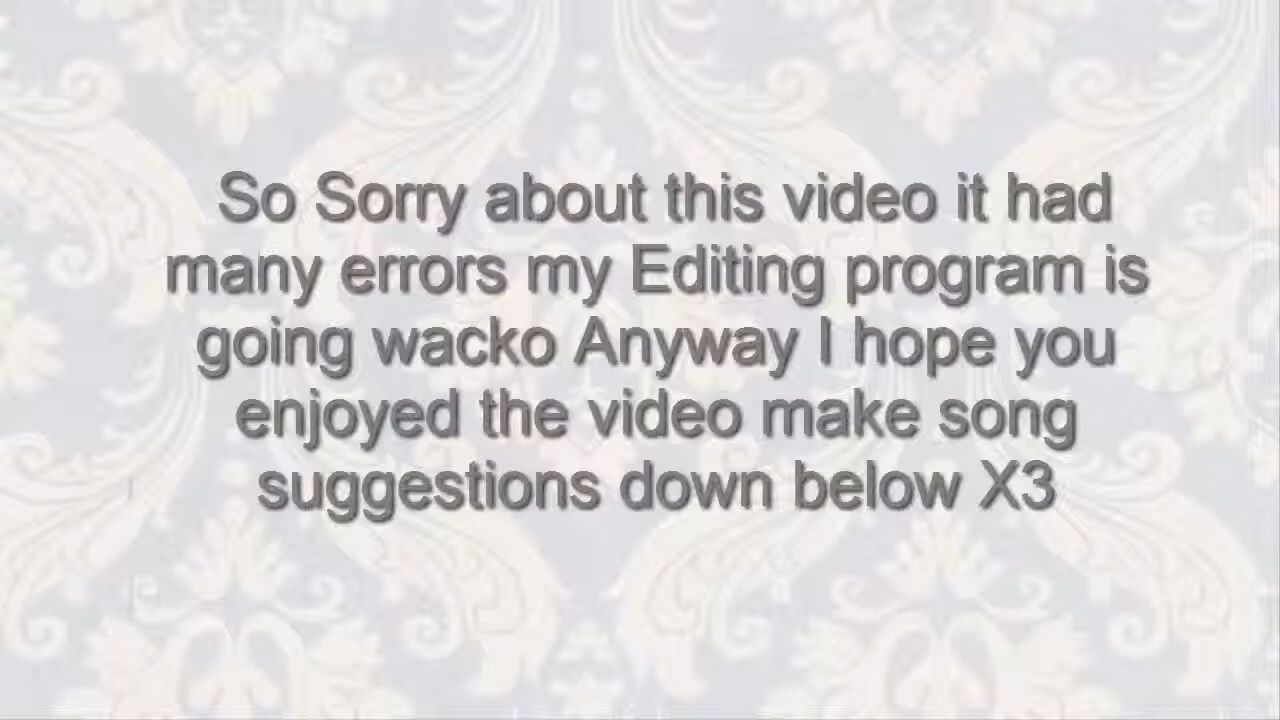 So Sorry about this video it had
many errors my Editing program is
going wacko Anyway I hope you
enjoyed the video make song
suggestions down below X3